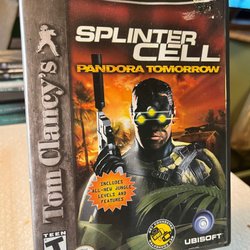 Tom Clancy's
SPLINTER
CELL
PANDORA TOMORROW
INCLUDES
ALL-NEW JUNGLE
LEVELS AND
FEATURES
TEEN
T
UBISOFT